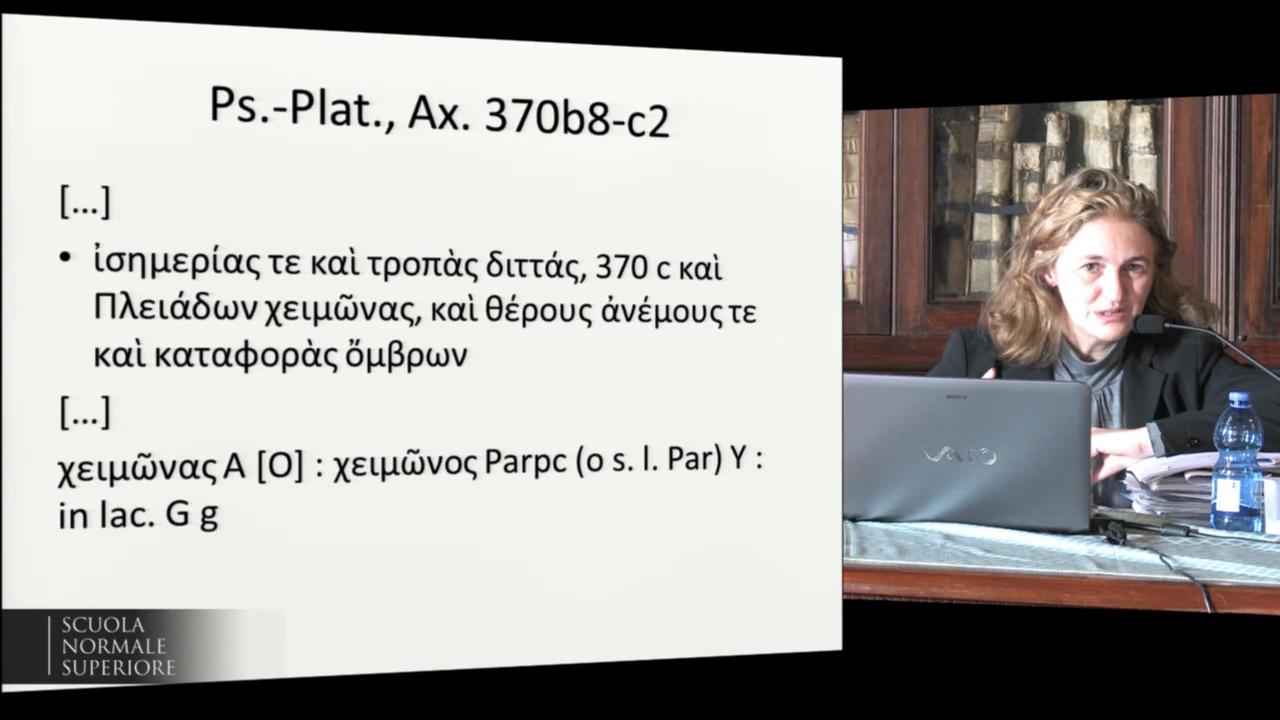 Ps.-Plat., Ax. 370b8-c2
[...]
• ἰσημερίας τε καὶ τροπὰς διττάς, 370 c καὶ
Πλειάδων χειμῶνας, καὶ θέρους ἀνέμους τε
καὶ καταφορὰς ὄμβρων
[...]
χειμῶνας A [O] : χειμῶνος Parpc (o s. l. Par) Y :
in lac. G g
SCUOLA
NORMALE
SUPERIORE
SONY
VAIO